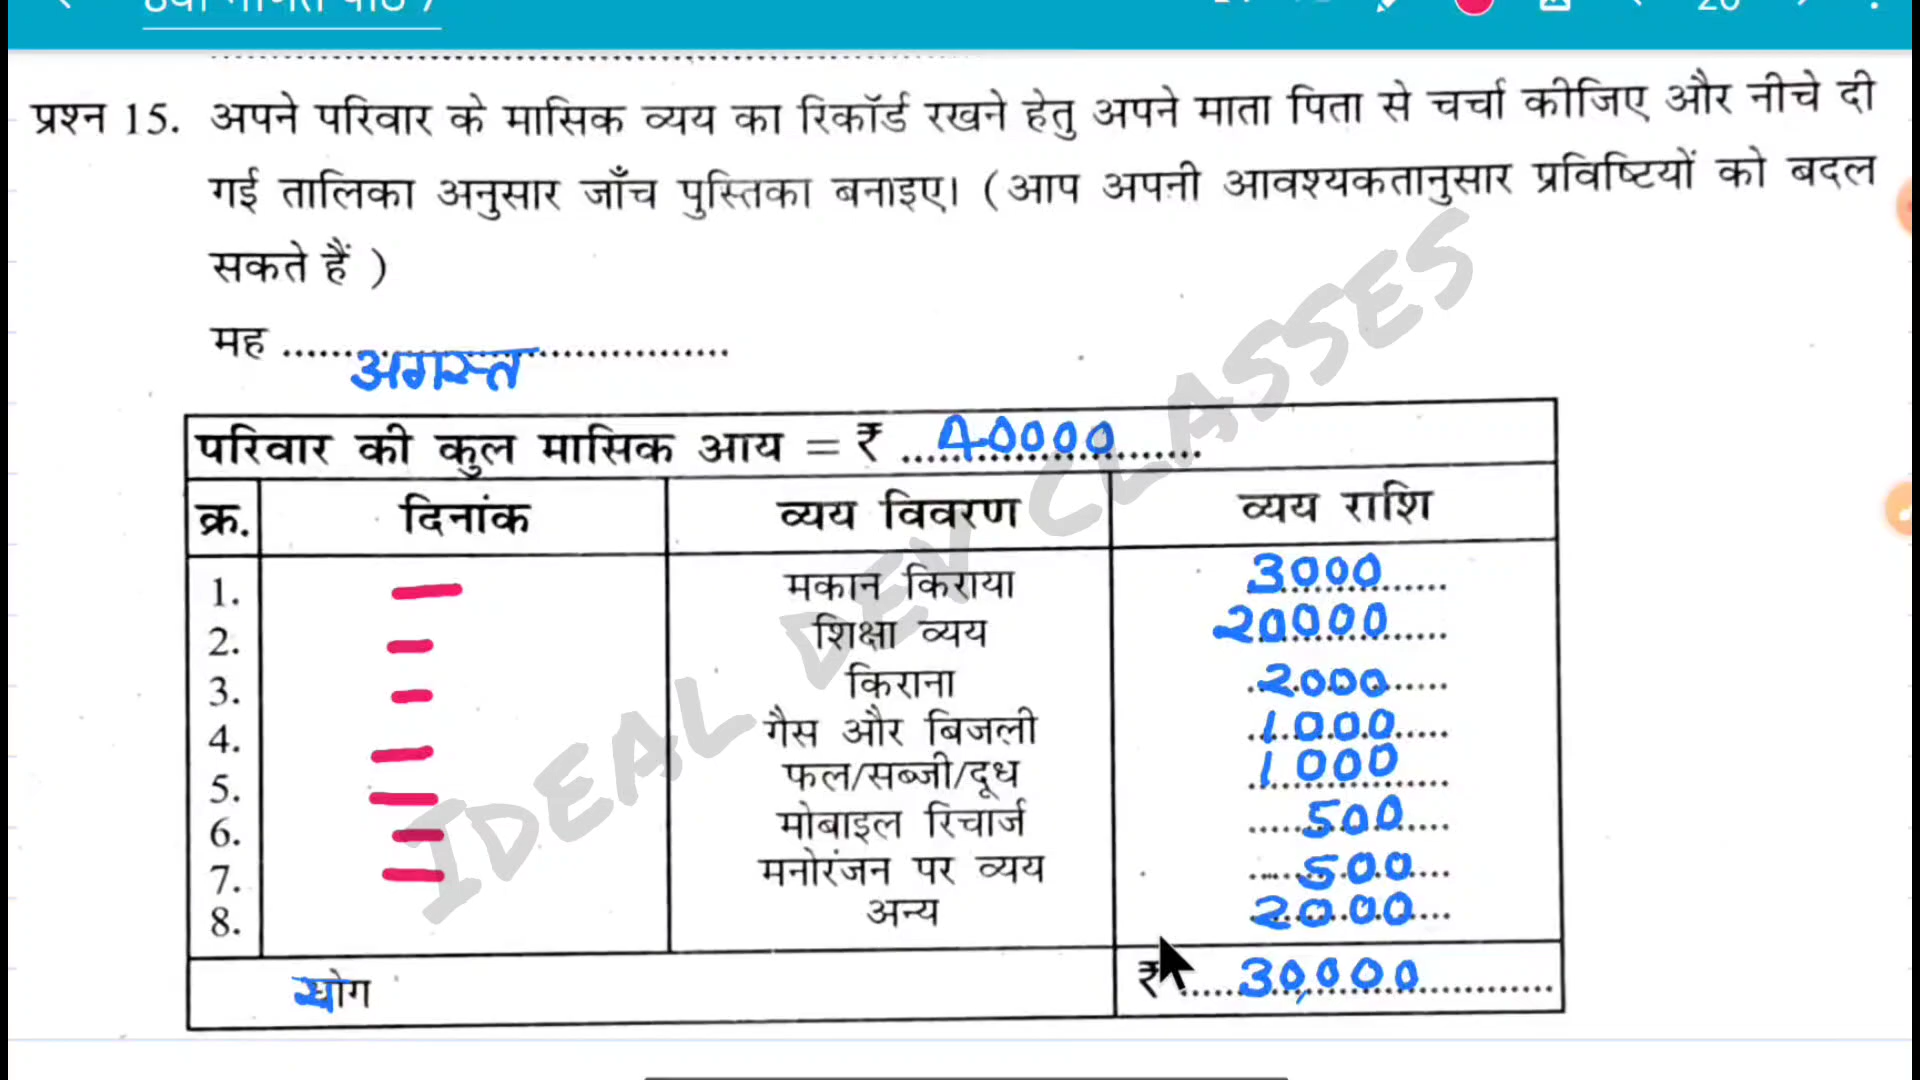 प्रश्न 15. अपने परिवार के मासिक व्यय का रिकॉर्ड रखने हेतु अपने माता पिता से चर्चा कीजिए और नीचे दी
गई तालिका अनुसार जाँच पुस्तिका बनाइए। (आप अपनी आवश्यकतानुसार प्रविष्टियों को बदल
सकते हैं )
मह .................... अगस्त
परिवार की कुल मासिक आय = ₹ ..... 40000 .....
क्र. दिनांक व्यय विवरण व्यय राशि
1. मकान किराया 3000
2. शिक्षा व्यय 20000
3. किराना 2000
4. गैस और बिजली 1000
5. फल/सब्जी/दूध 1000
6. मोबाइल रिचार्ज 500
7. मनोरंजन पर व्यय 500
8. अन्य 2000
योग ₹ ..... 30,000 .....
IDEAL DEV CLASSES